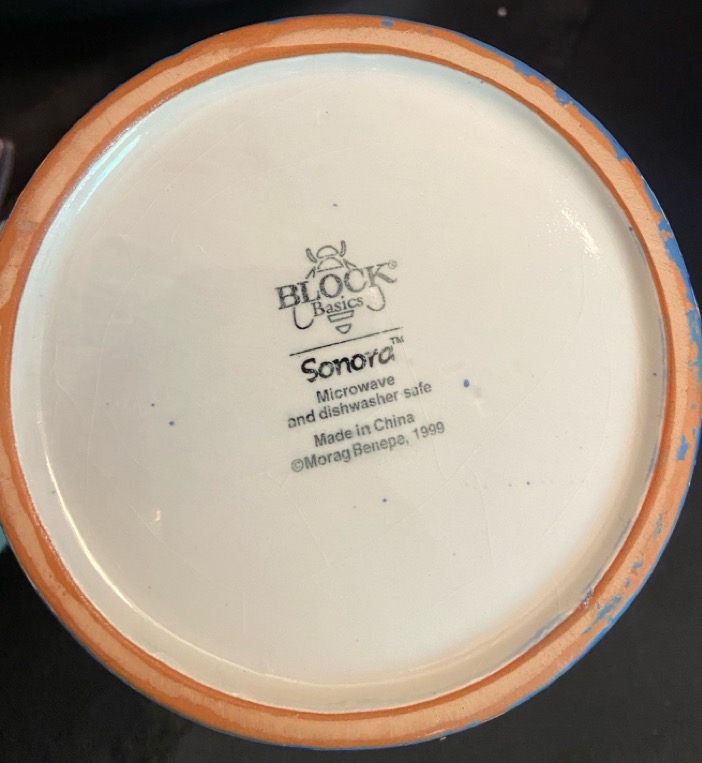 BLOCK®
Basics
Sonora™
Microwave
and dishwasher safe
Made in China
©Morag Benepe, 1999